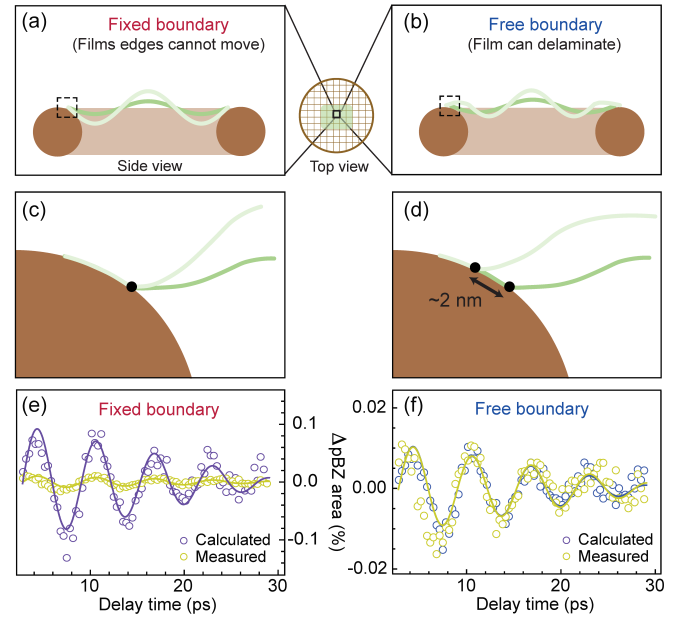 (a)
Fixed boundary
(Films edges cannot move)
Side view
Top view
(b)
Free boundary
(Film can delaminate)
(c)
(d)
~2 nm
(e)
Fixed boundary
0.1
0.0
-0.1
ΔpBZ area (%)
Calculated
Measured
10
20
30
Delay time (ps)
(f)
Free boundary
0.02
0.00
-0.02
Calculated
Measured
10
20
30
Delay time (ps)